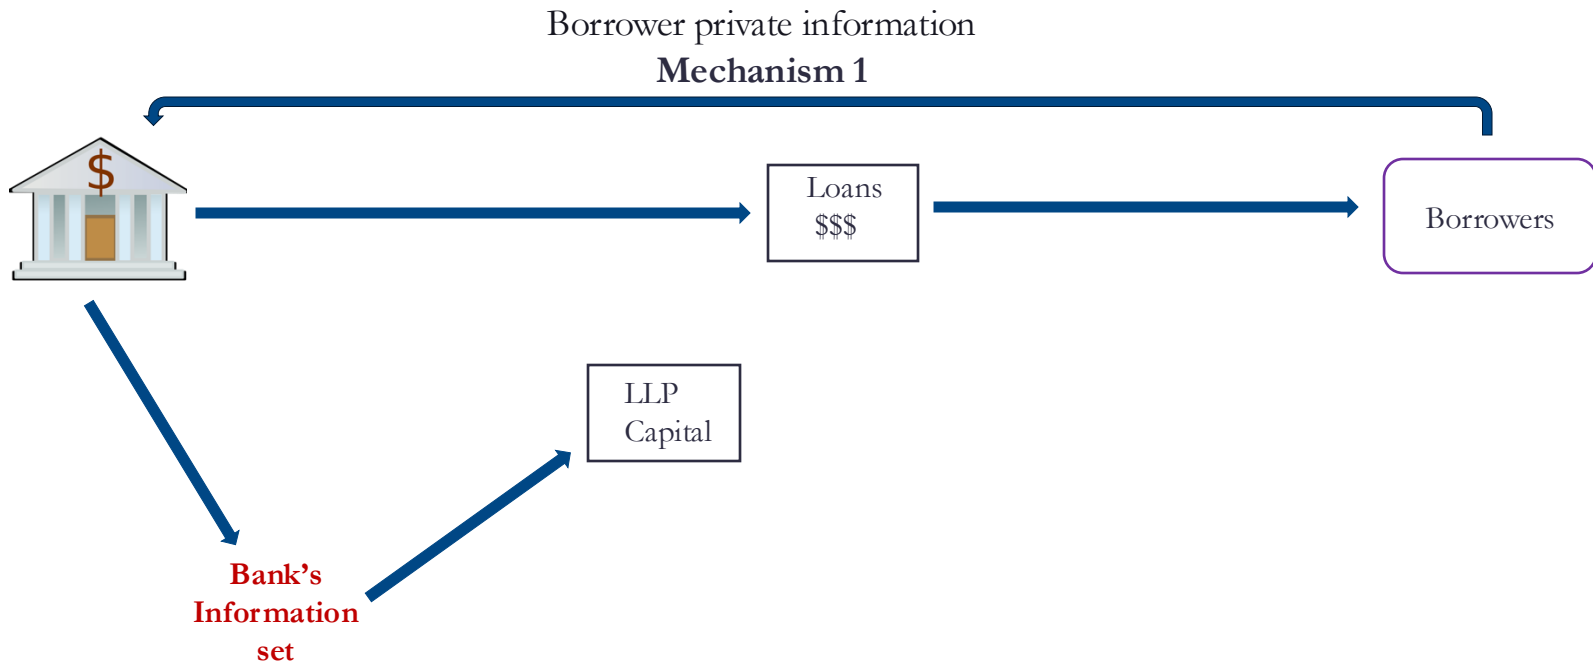 Borrower private information
Mechanism 1
$
Loans
$$$
Borrowers
LLP
Capital
Bank’s
Information
set